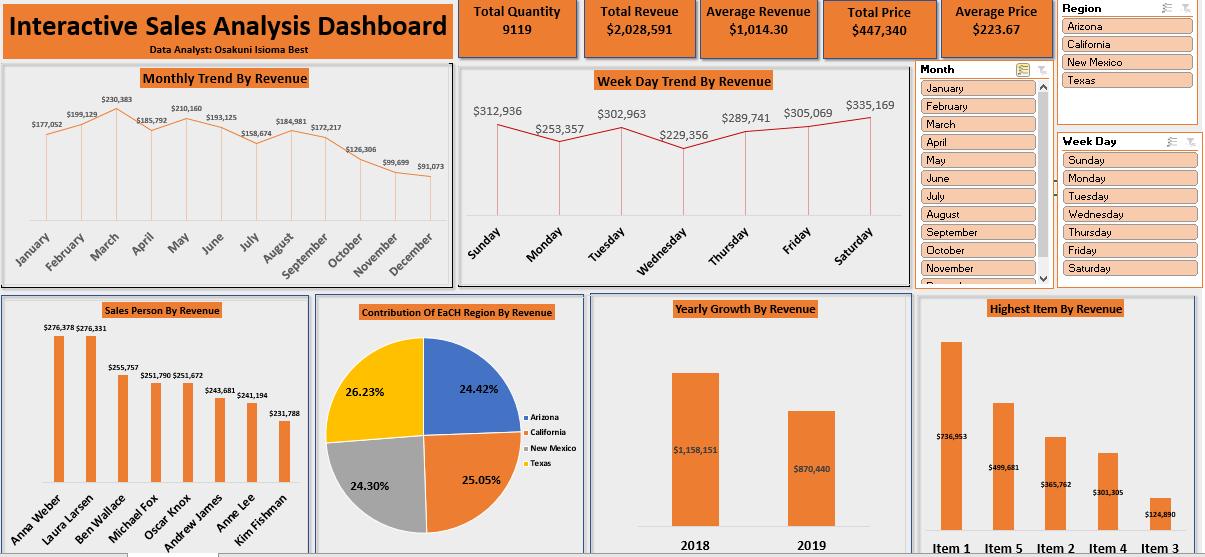 Interactive Sales Analysis Dashboard
Data Analyst: Osakuni Isioma Best
Total Quantity
9119
Total Reveue
$2,028,591
Average Revenue
$1,014.30
Total Price
$447,340
Average Price
$223.67
Region
Arizona
California
New Mexico
Texas
Monthly Trend By Revenue
$177,052
$199,129
$230,383
$185,792
$210,160
$193,125
$158,674
$184,981
$172,217
$126,306
$99,699
$91,073
January
February
March
April
May
June
July
August
September
October
November
December
Week Day Trend By Revenue
$312,936
$253,357
$302,963
$229,356
$289,741
$305,069
$335,169
Sunday
Monday
Tuesday
Wednesday
Thursday
Friday
Saturday
Month
January
February
March
April
May
June
July
August
September
October
November
Week Day
Sunday
Monday
Tuesday
Wednesday
Thursday
Friday
Saturday
Sales Person By Revenue
$276,378
$276,331
$255,757
$251,790
$251,672
$243,681
$241,194
$231,788
Anna Weber
Laura Larsen
Ben Wallace
Michael Fox
Oscar Knox
Andrew James
Anne Lee
Kim Fishman
Contribution Of EaCH Region By Revenue
26.23%
24.42%
24.30%
25.05%
Arizona
California
New Mexico
Texas
Yearly Growth By Revenue
$1,158,151
$870,440
2018
2019
Highest Item By Revenue
$736,953
$499,681
$365,762
$301,305
$124,890
Item 1
Item 5
Item 2
Item 4
Item 3